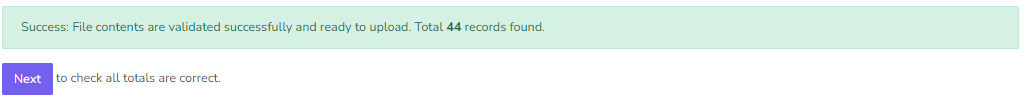 Success: File contents are validated successfully and ready to upload. Total 44 records found.
Next to check all totals are correct.